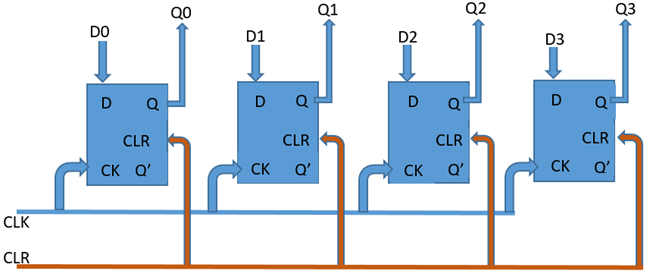 Q0 Q1 Q2 Q3
D0 D1 D2 D3
D Q D Q D Q D Q
CLR CLR CLR CLR
CK Q’ CK Q’ CK Q’ CK Q’
CLK
CLR